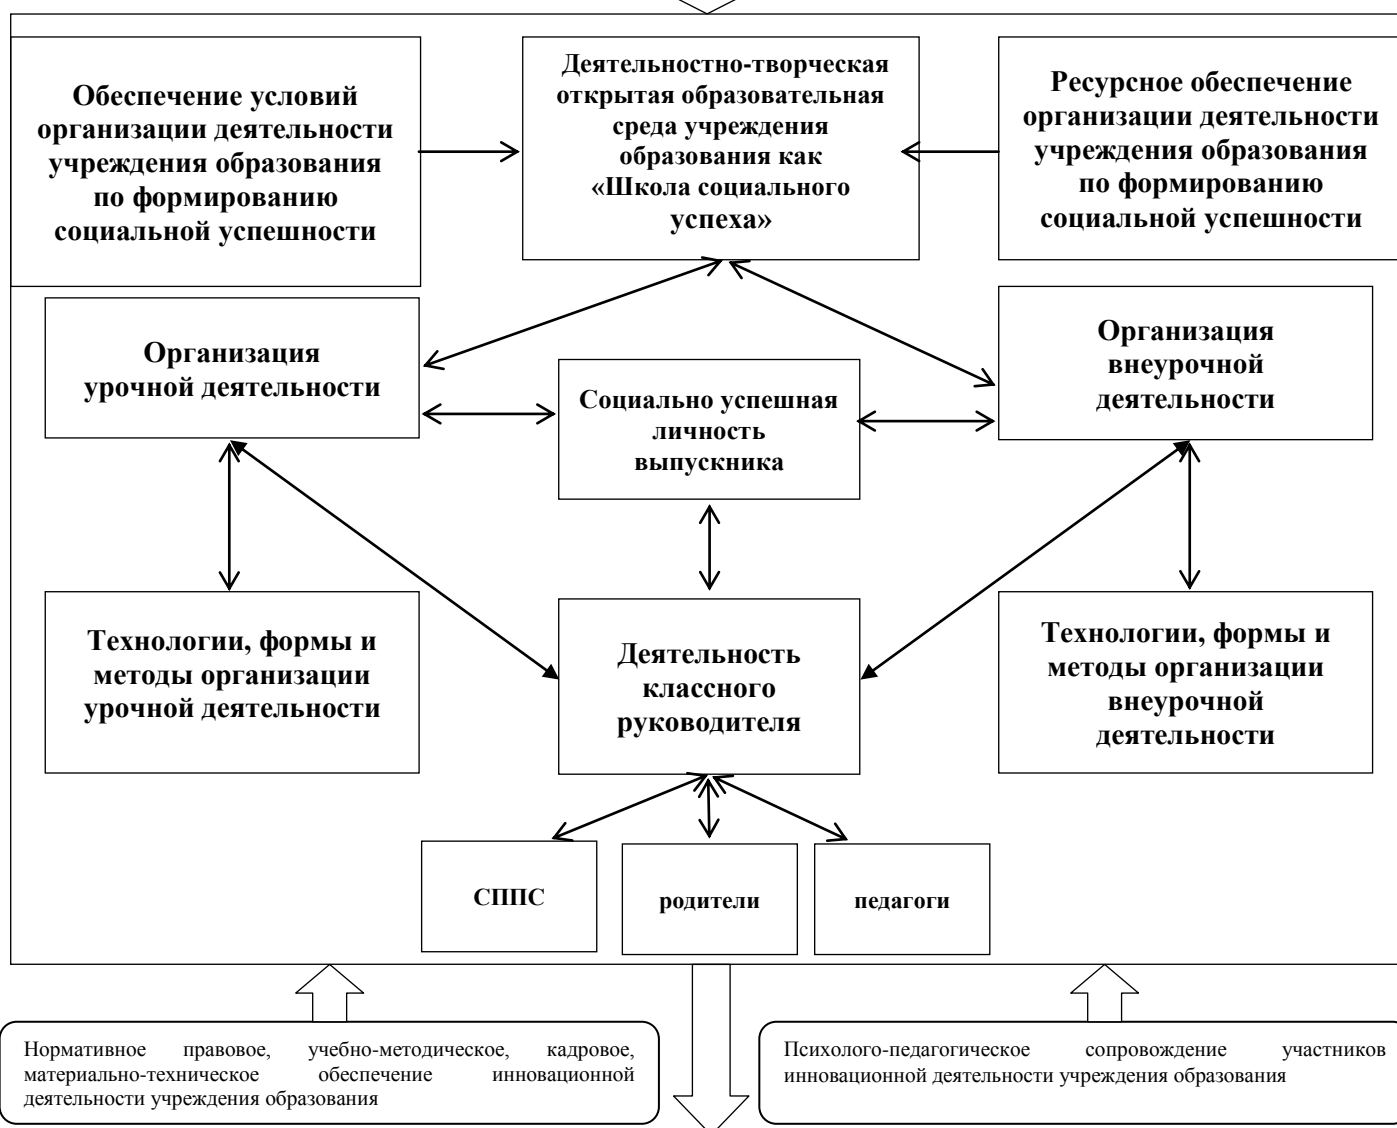 Обеспечение условий
организации деятельности
учреждения образования
по формированию
социальной успешности
Деятельностно-творческая
открытая образовательная
среда учреждения
образования как
«Школа социального
успеха»
Ресурсное обеспечение
организации деятельности
учреждения образования
по формированию
социальной успешности
Организация
урочной деятельности
Социально успешная
личность
выпускника
Организация
внеурочной
деятельности
Технологии, формы и
методы организации
урочной деятельности
Деятельность
классного
руководителя
Технологии, формы и
методы организации
внеурочной
деятельности
СППС
родители
педагоги
Нормативное правовое, учебно-методическое, кадровое,
материально-техническое обеспечение инновационной
деятельности учреждения образования
Психолого-педагогическое сопровождение участников
инновационной деятельности учреждения образования